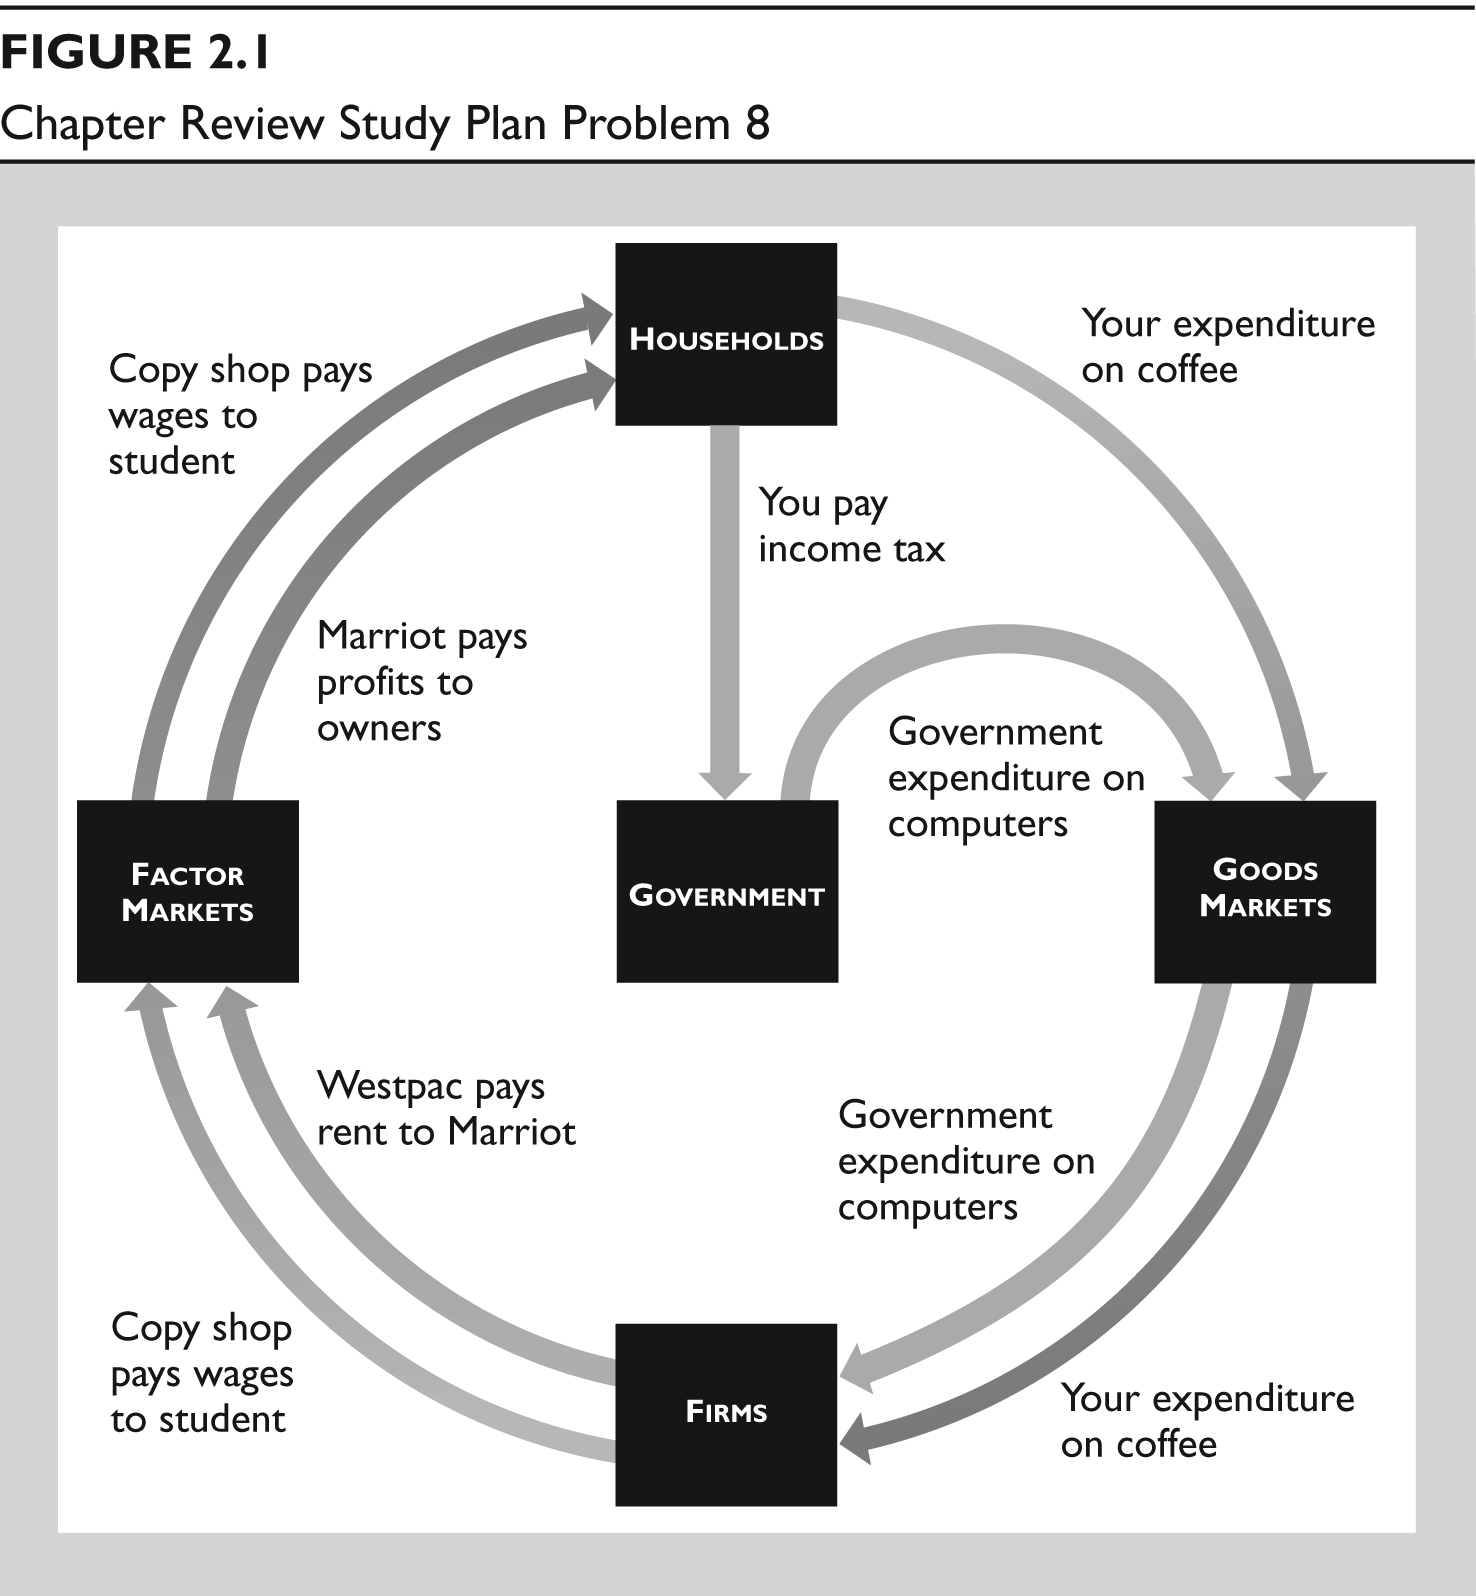 FIGURE 2.1
Chapter Review Study Plan Problem 8
HOUSEHOLDS
Your expenditure
on coffee
Copy shop pays
wages to
student
You pay
income tax
Marriot pays
profits to
owners
Government
expenditure on
computers
FACTOR
MARKETS
GOVERNMENT
GOODS
MARKETS
Westpac pays
rent to Marriot
Government
expenditure on
computers
Copy shop
pays wages
to student
FIRMS
Your expenditure
on coffee